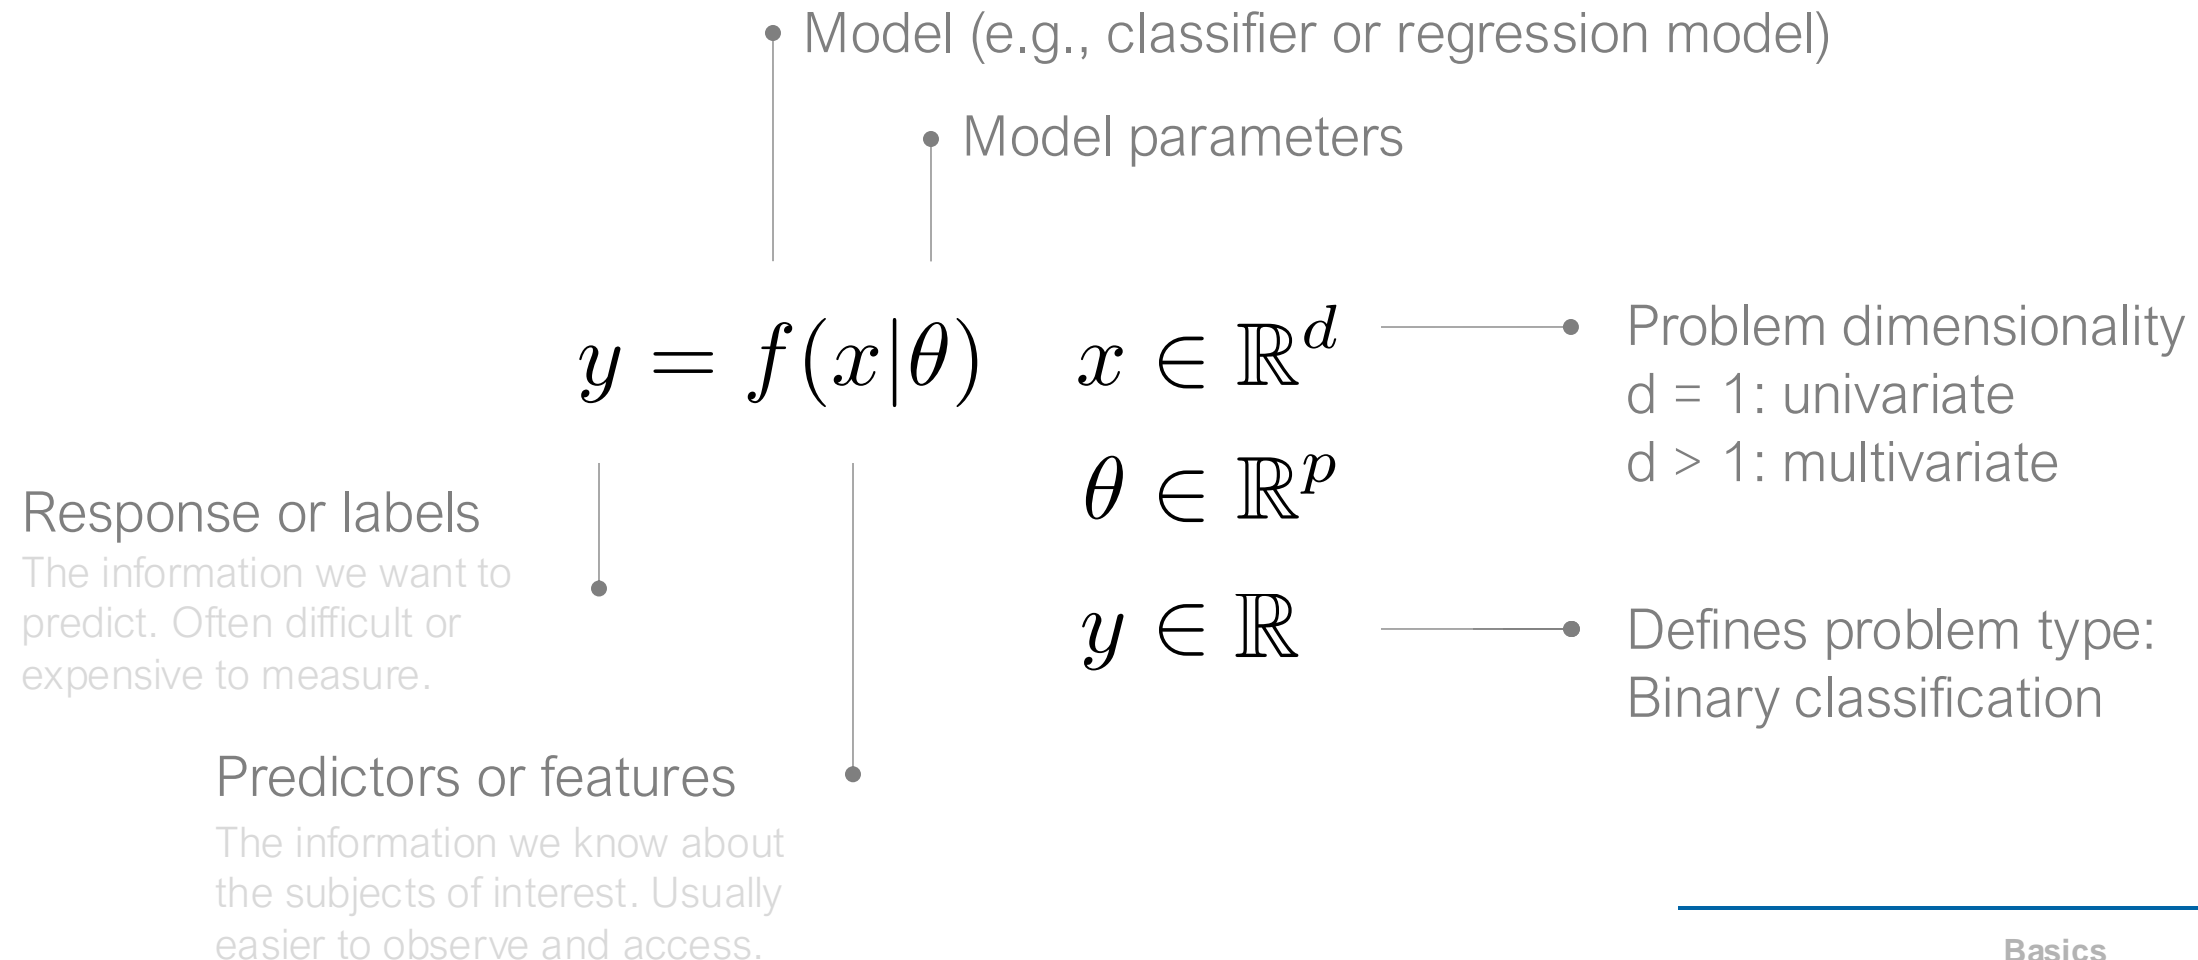 Model (e.g., classifier or regression model)
Model parameters
y = f(x|θ)
x ∈ ℝ^d
Problem dimensionality
d = 1: univariate
d > 1: multivariate
θ ∈ ℝ^p
Response or labels
The information we want to
predict. Often difficult or
expensive to measure.
y ∈ ℝ
Defines problem type:
Binary classification
Predictors or features
The information we know about
the subjects of interest. Usually
easier to observe and access.
Basics